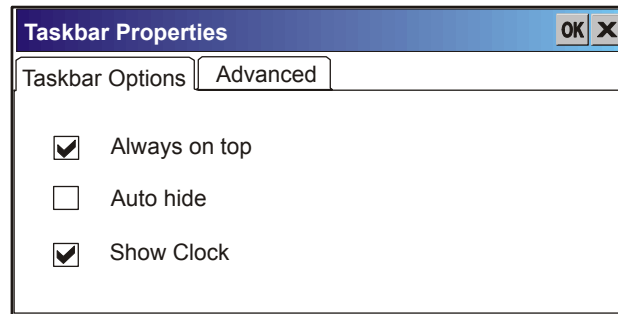 Taskbar Properties OK X
Taskbar Options Advanced
Always on top
Auto hide
Show Clock